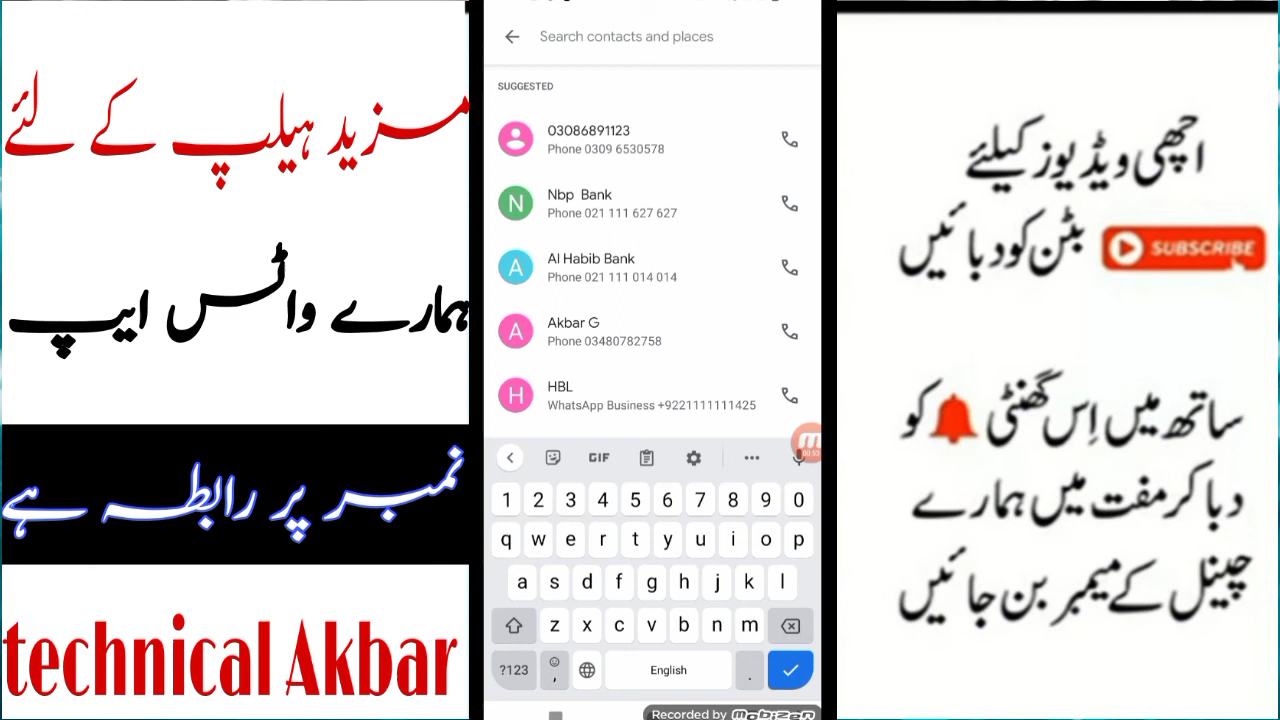 مزید ہیلپ کے لئے
ہمارے واٹس ایپ
نمبر پر رابطہ ہے
technical Akbar
Search contacts and places
SUGGESTED
03086891123
Phone 0309 6530578
N
Nbp Bank
Phone 021 111 627 627
A
Al Habib Bank
Phone 021 111 014 014
A
Akbar G
Phone 03480782758
H
HBL
WhatsApp Business +9221111111425
00:53
GIF
1 2 3 4 5 6 7 8 9 0
q w e r t y u i o p
a s d f g h j k l
z x c v b n m
?123 , English .
Recorded by mobizen
اچھی ویڈیوز کیلئے
SUBSCRIBE بٹن کو دبائیں
ساتھ میں اِس گھنٹی کو
دبا کر مفت میں ہمارے
چینل کے میمبر بن جائیں